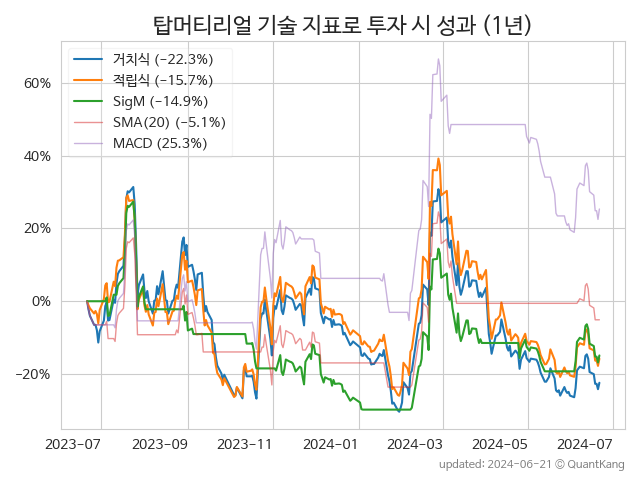 탑머티리얼 기술 지표로 투자 시 성과 (1년)
거치식 (−22.3%)
적립식 (−15.7%)
SigM (−14.9%)
SMA(20) (−5.1%)
MACD (25.3%)
60%
40%
20%
0%
−20%
2023-07 2023-09 2023-11 2024-01 2024-03 2024-05 2024-07
updated: 2024-06-21 ⓒ QuantKang